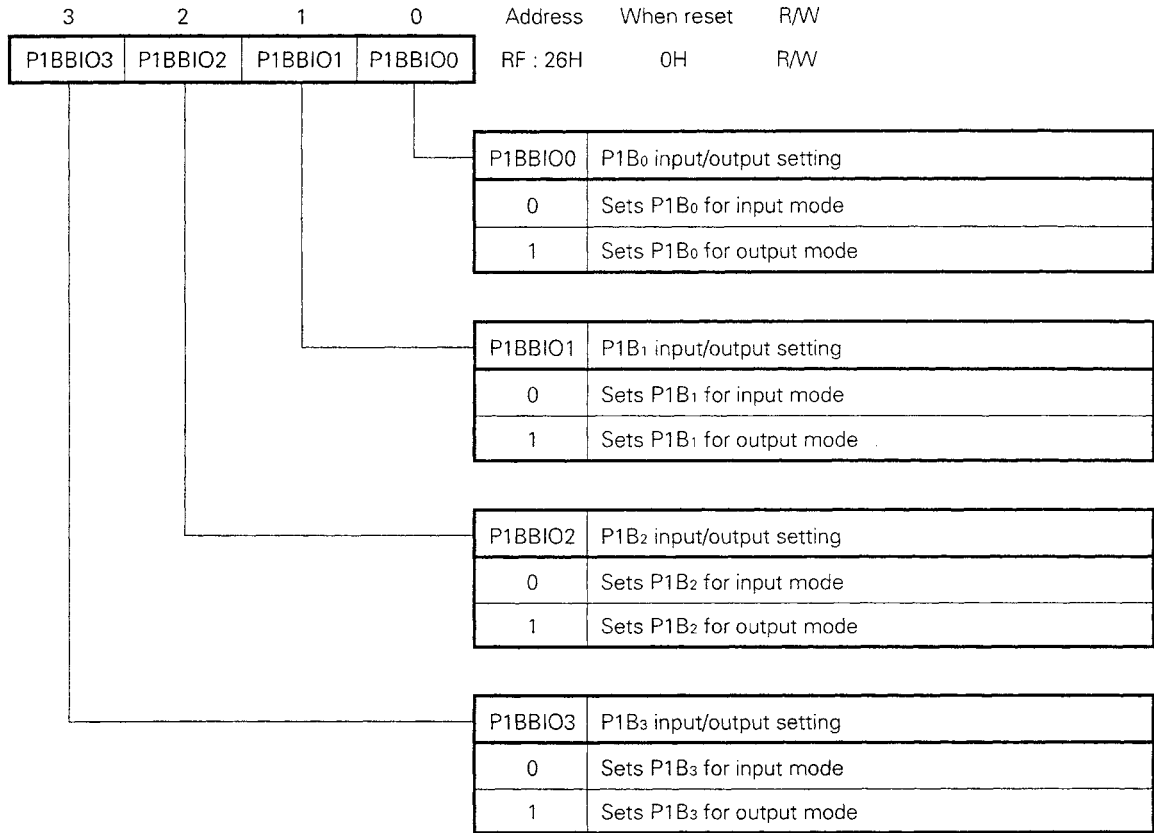 3 2 1 0 Address When reset R/W
P1BBIO3 P1BBIO2 P1BBIO1 P1BBIO0 RF : 26H 0H R/W
P1BBIO0 P1B₀ input/output setting
0 Sets P1B₀ for input mode
1 Sets P1B₀ for output mode
P1BBIO1 P1B₁ input/output setting
0 Sets P1B₁ for input mode
1 Sets P1B₁ for output mode
P1BBIO2 P1B₂ input/output setting
0 Sets P1B₂ for input mode
1 Sets P1B₂ for output mode
P1BBIO3 P1B₃ input/output setting
0 Sets P1B₃ for input mode
1 Sets P1B₃ for output mode